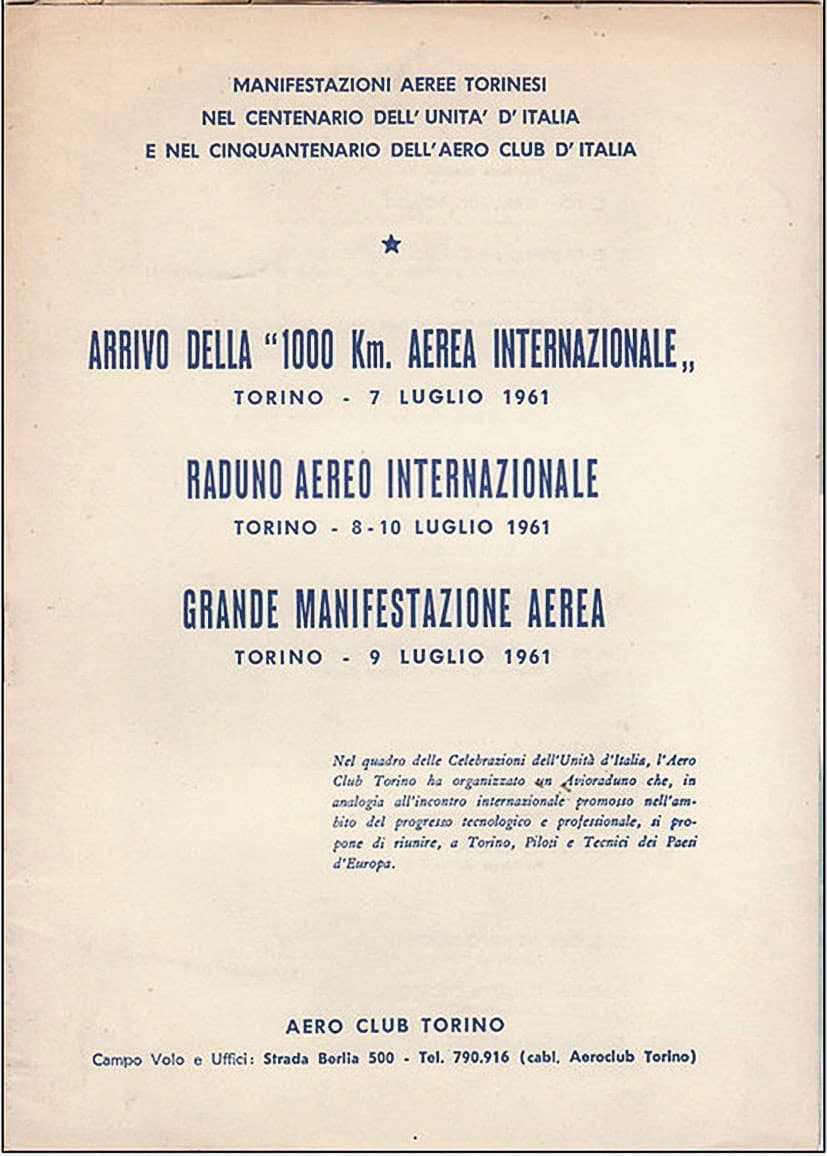 MANIFESTAZIONI AEREE TORINESI
NEL CENTENARIO DELL'UNITA' D'ITALIA
E NEL CINQUANTENARIO DELL'AERO CLUB D'ITALIA
ARRIVO DELLA "1000 Km. AEREA INTERNAZIONALE„
TORINO - 7 LUGLIO 1961
RADUNO AEREO INTERNAZIONALE
TORINO - 8-10 LUGLIO 1961
GRANDE MANIFESTAZIONE AEREA
TORINO - 9 LUGLIO 1961
Nel quadro delle Celebrazioni dell'Unità d'Italia, l'Aero
Club Torino ha organizzato un Avioraduno che, in
analogia all'incontro internazionale promosso nell'am-
bito del progresso tecnologico e professionale, si pro-
pone di riunire, a Torino, Piloti e Tecnici dei Paesi
d'Europa.
AERO CLUB TORINO
Campo Volo e Uffici: Strada Berlia 500 - Tel. 790.916 (cabl. Aeroclub Torino)